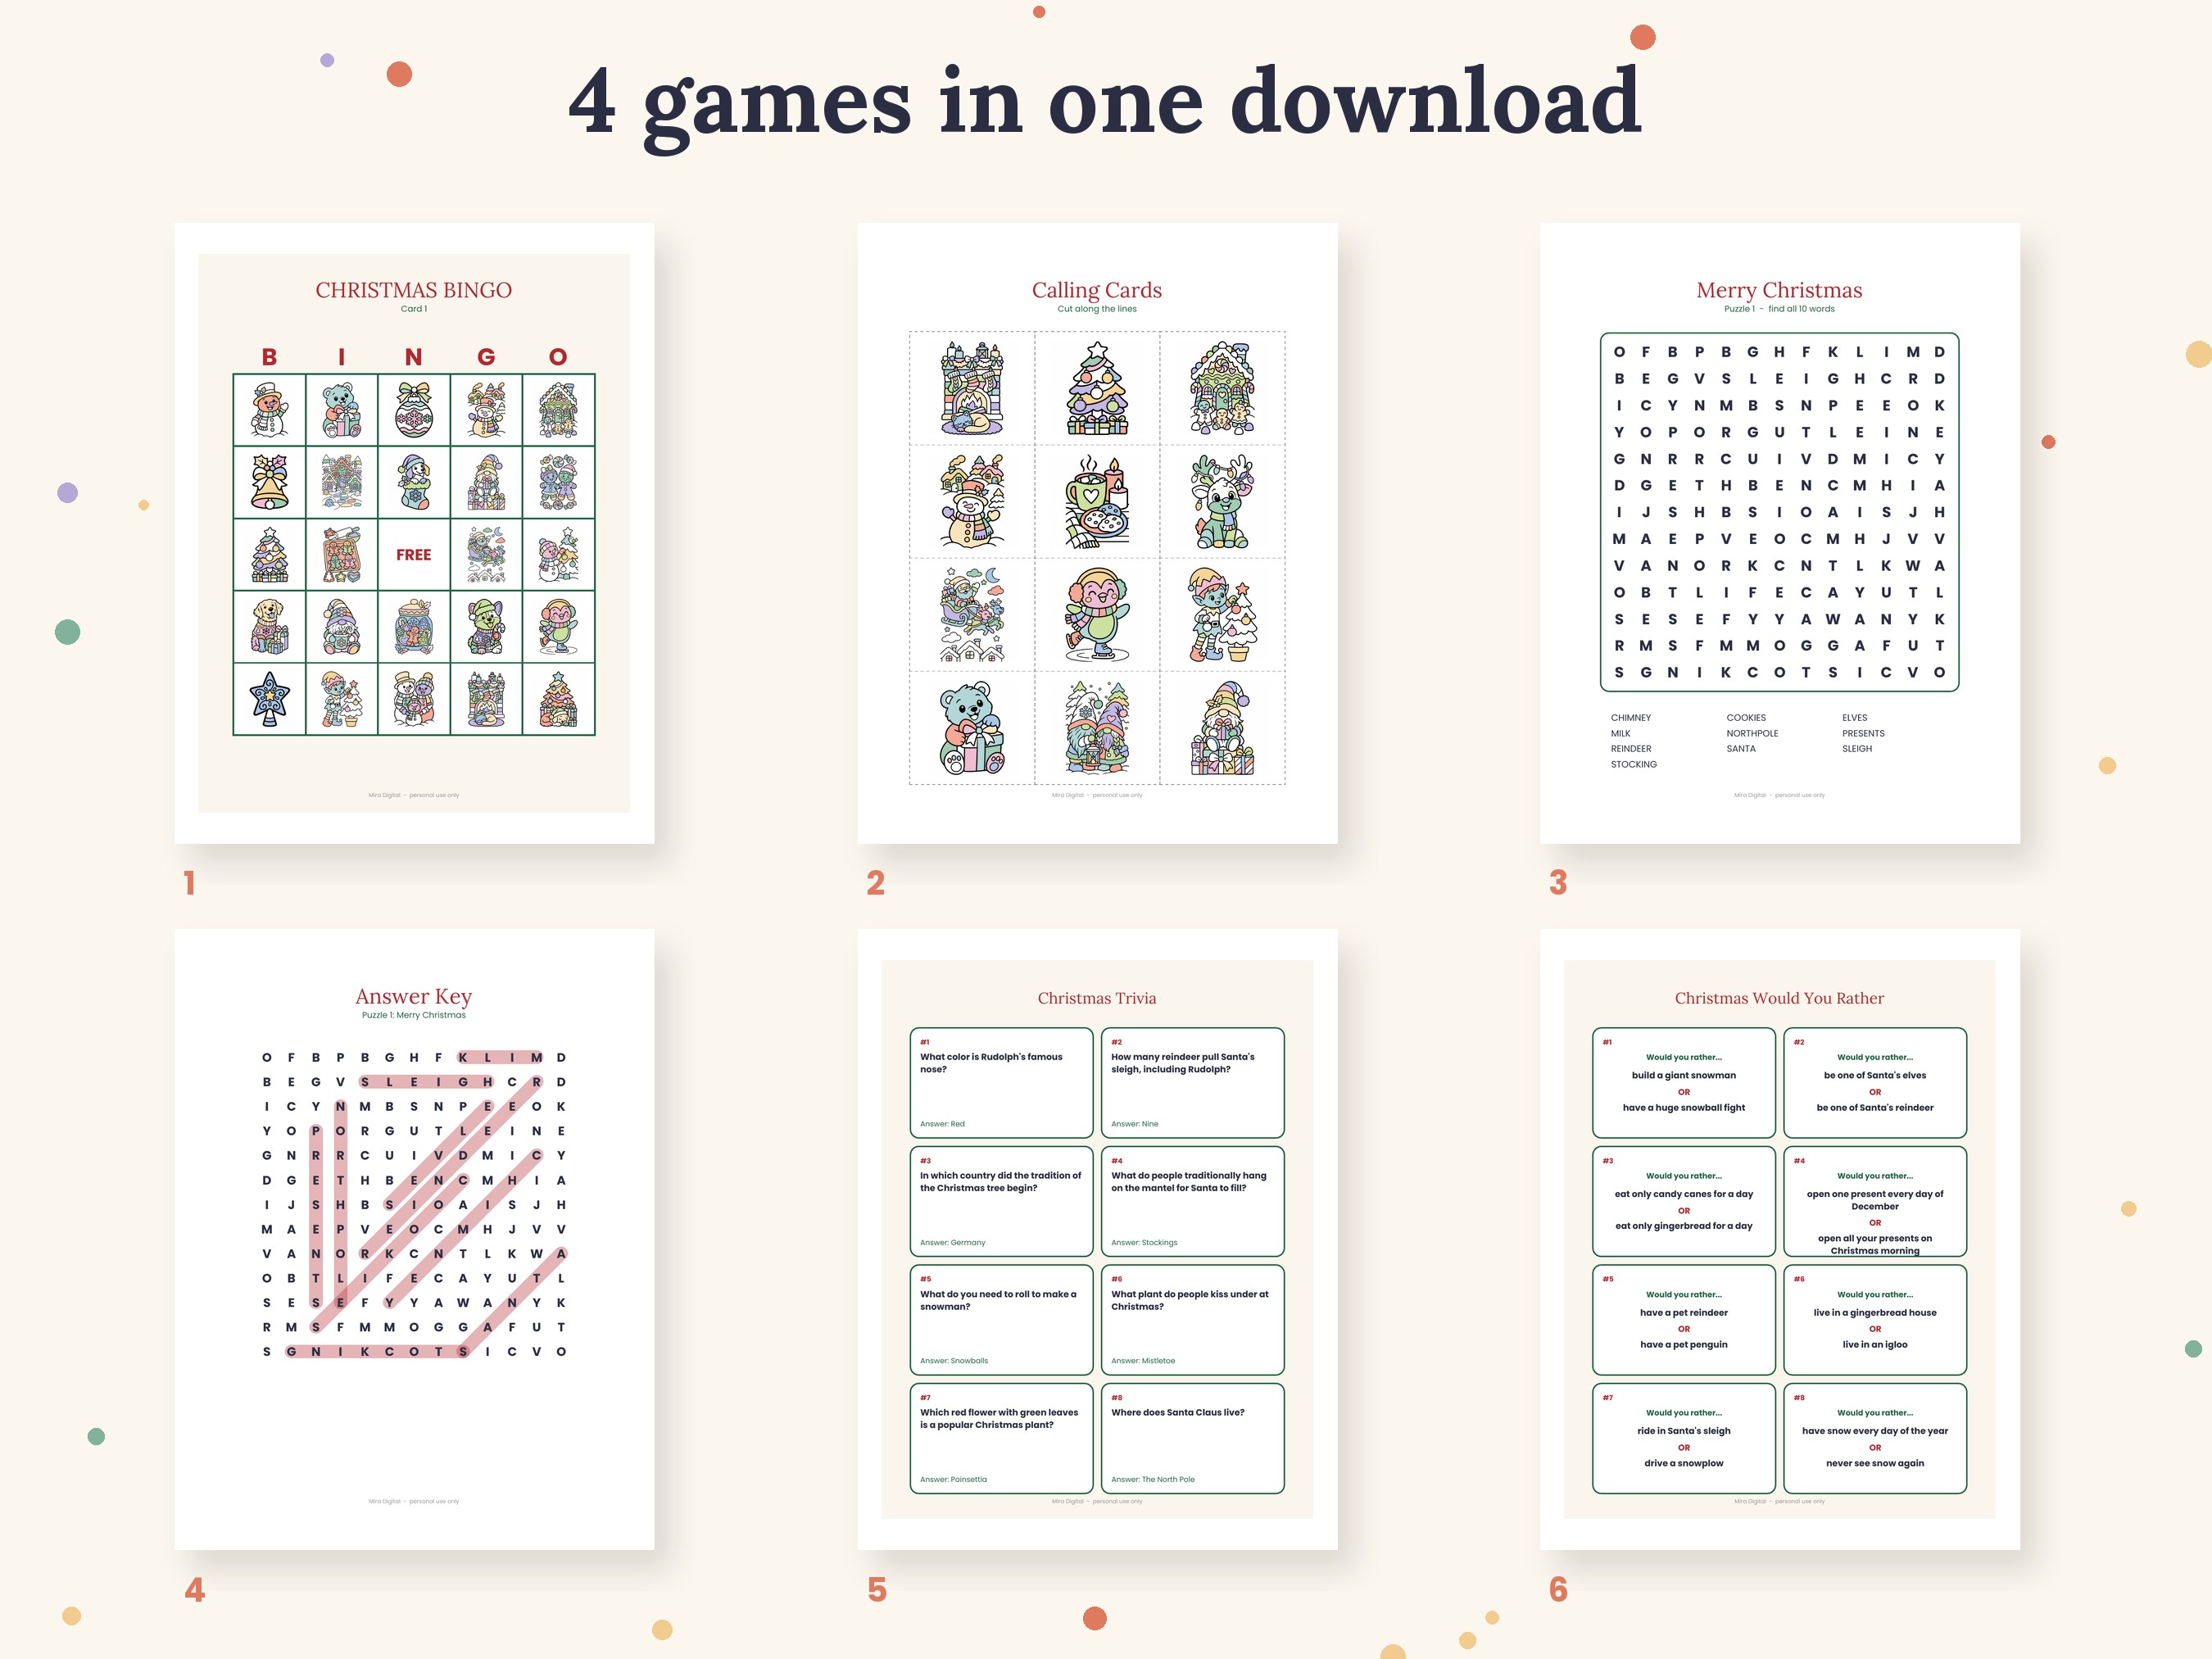 4 games in one download
CHRISTMAS BINGO
Card 1
B I N G O
FREE
Mira Digital - personal use only
1
Calling Cards
Cut along the lines
Mira Digital - personal use only
2
Merry Christmas
Puzzle 1 - find all 10 words
O F B P B G H F K L I M D
B E G V S L E I G H C R D
I C Y N M B S N P E E O K
Y O P O R G U T L E I N E
G N R R C U I V D M I C Y
D G E T H B E N C M H I A
I J S H B S I O A I S J H
M A E P V E O C M H J V V
V A N O R K C N T L K W A
O B T L I F E C A Y U T L
S E S E F Y Y A W A N Y K
R M S F M M O G G A F U T
S G N I K C O T S I C V O
CHIMNEY COOKIES ELVES
MILK NORTHPOLE PRESENTS
REINDEER SANTA SLEIGH
STOCKING
Mira Digital - personal use only
3
Answer Key
Puzzle 1: Merry Christmas
O F B P B G H F K L I M D
B E G V S L E I G H C R D
I C Y N M B S N P E E O K
Y O P O R G U T L E I N E
G N R R C U I V D M I C Y
D G E T H B E N C M H I A
I J S H B S I O A I S J H
M A E P V E O C M H J V V
V A N O R K C N T L K W A
O B T L I F E C A Y U T L
S E S E F Y Y A W A N Y K
R M S F M M O G G A F U T
S G N I K C O T S I C V O
Mira Digital - personal use only
4
Christmas Trivia
#1
What color is Rudolph's famous
nose?
Answer: Red
#2
How many reindeer pull Santa's
sleigh, including Rudolph?
Answer: Nine
#3
In which country did the tradition of
the Christmas tree begin?
Answer: Germany
#4
What do people traditionally hang
on the mantel for Santa to fill?
Answer: Stockings
#5
What do you need to roll to make a
snowman?
Answer: Snowballs
#6
What plant do people kiss under at
Christmas?
Answer: Mistletoe
#7
Which red flower with green leaves
is a popular Christmas plant?
Answer: Poinsettia
#8
Where does Santa Claus live?
Answer: The North Pole
Mira Digital - personal use only
5
Christmas Would You Rather
#1
Would you rather...
build a giant snowman
OR
have a huge snowball fight
#2
Would you rather...
be one of Santa's elves
OR
be one of Santa's reindeer
#3
Would you rather...
eat only candy canes for a day
OR
eat only gingerbread for a day
#4
Would you rather...
open one present every day of
December
OR
open all your presents on
Christmas morning
#5
Would you rather...
have a pet reindeer
OR
have a pet penguin
#6
Would you rather...
live in a gingerbread house
OR
live in an igloo
#7
Would you rather...
ride in Santa's sleigh
OR
drive a snowplow
#8
Would you rather...
have snow every day of the year
OR
never see snow again
Mira Digital - personal use only
6